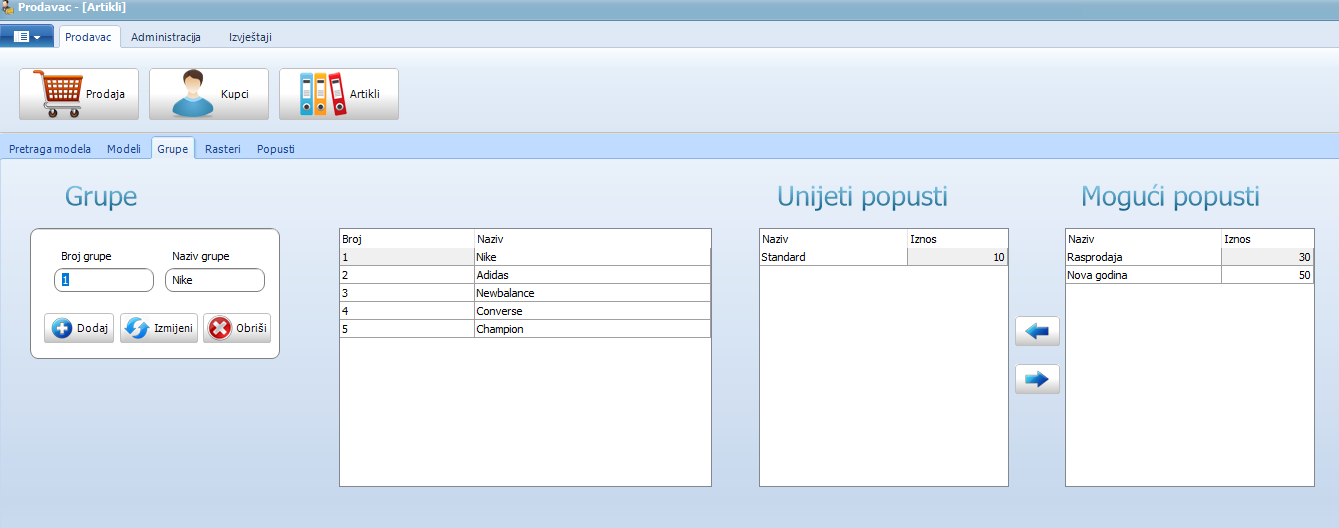 Prodavac - [Artikli]
Prodavac Administracija Izvještaji
Prodaja Kupci Artikli
Pretraga modela Modeli Grupe Rasteri Popusti
Grupe Unijeti popusti Mogući popusti
Broj grupe Naziv grupe
1 Nike
Dodaj Izmijeni Obriši
Broj Naziv
1 Nike
2 Adidas
3 Newbalance
4 Converse
5 Champion
Naziv Iznos
Standard 10
Naziv Iznos
Rasprodaja 30
Nova godina 50